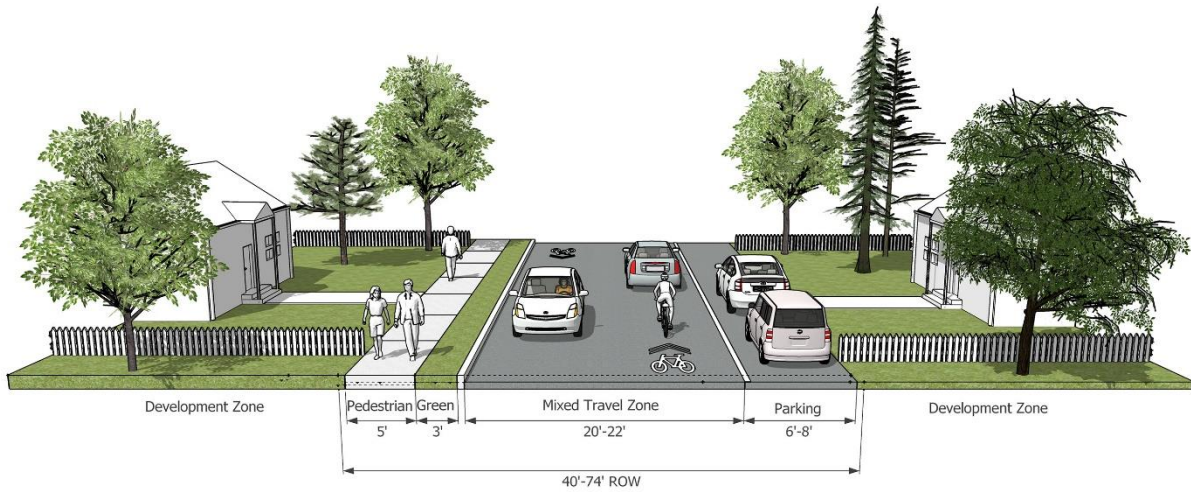 Development Zone
Pedestrian
Green
Mixed Travel Zone
Parking
Development Zone
5'
3'
20'-22'
6'-8'
40'-74' ROW